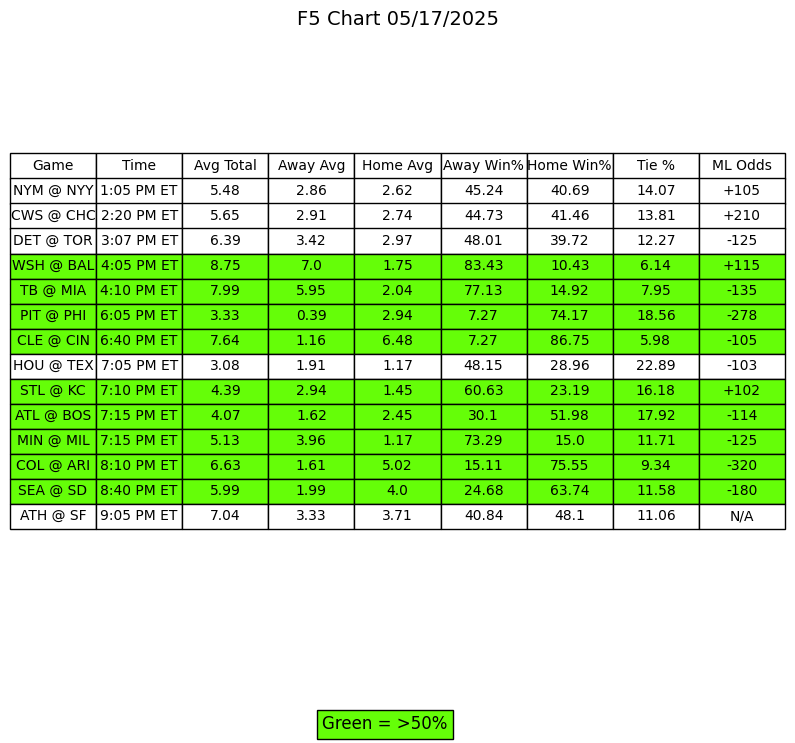 F5 Chart 05/17/2025
Game Time Avg Total Away Avg Home Avg Away Win% Home Win% Tie % ML Odds
NYM @ NYY 1:05 PM ET 5.48 2.86 2.62 45.24 40.69 14.07 +105
CWS @ CHC 2:20 PM ET 5.65 2.91 2.74 44.73 41.46 13.81 +210
DET @ TOR 3:07 PM ET 6.39 3.42 2.97 48.01 39.72 12.27 -125
WSH @ BAL 4:05 PM ET 8.75 7.0 1.75 83.43 10.43 6.14 +115
TB @ MIA 4:10 PM ET 7.99 5.95 2.04 77.13 14.92 7.95 -135
PIT @ PHI 6:05 PM ET 3.33 0.39 2.94 7.27 74.17 18.56 -278
CLE @ CIN 6:40 PM ET 7.64 1.16 6.48 7.27 86.75 5.98 -105
HOU @ TEX 7:05 PM ET 3.08 1.91 1.17 48.15 28.96 22.89 -103
STL @ KC 7:10 PM ET 4.39 2.94 1.45 60.63 23.19 16.18 +102
ATL @ BOS 7:15 PM ET 4.07 1.62 2.45 30.1 51.98 17.92 -114
MIN @ MIL 7:15 PM ET 5.13 3.96 1.17 73.29 15.0 11.71 -125
COL @ ARI 8:10 PM ET 6.63 1.61 5.02 15.11 75.55 9.34 -320
SEA @ SD 8:40 PM ET 5.99 1.99 4.0 24.68 63.74 11.58 -180
ATH @ SF 9:05 PM ET 7.04 3.33 3.71 40.84 48.1 11.06 N/A
Green = >50%